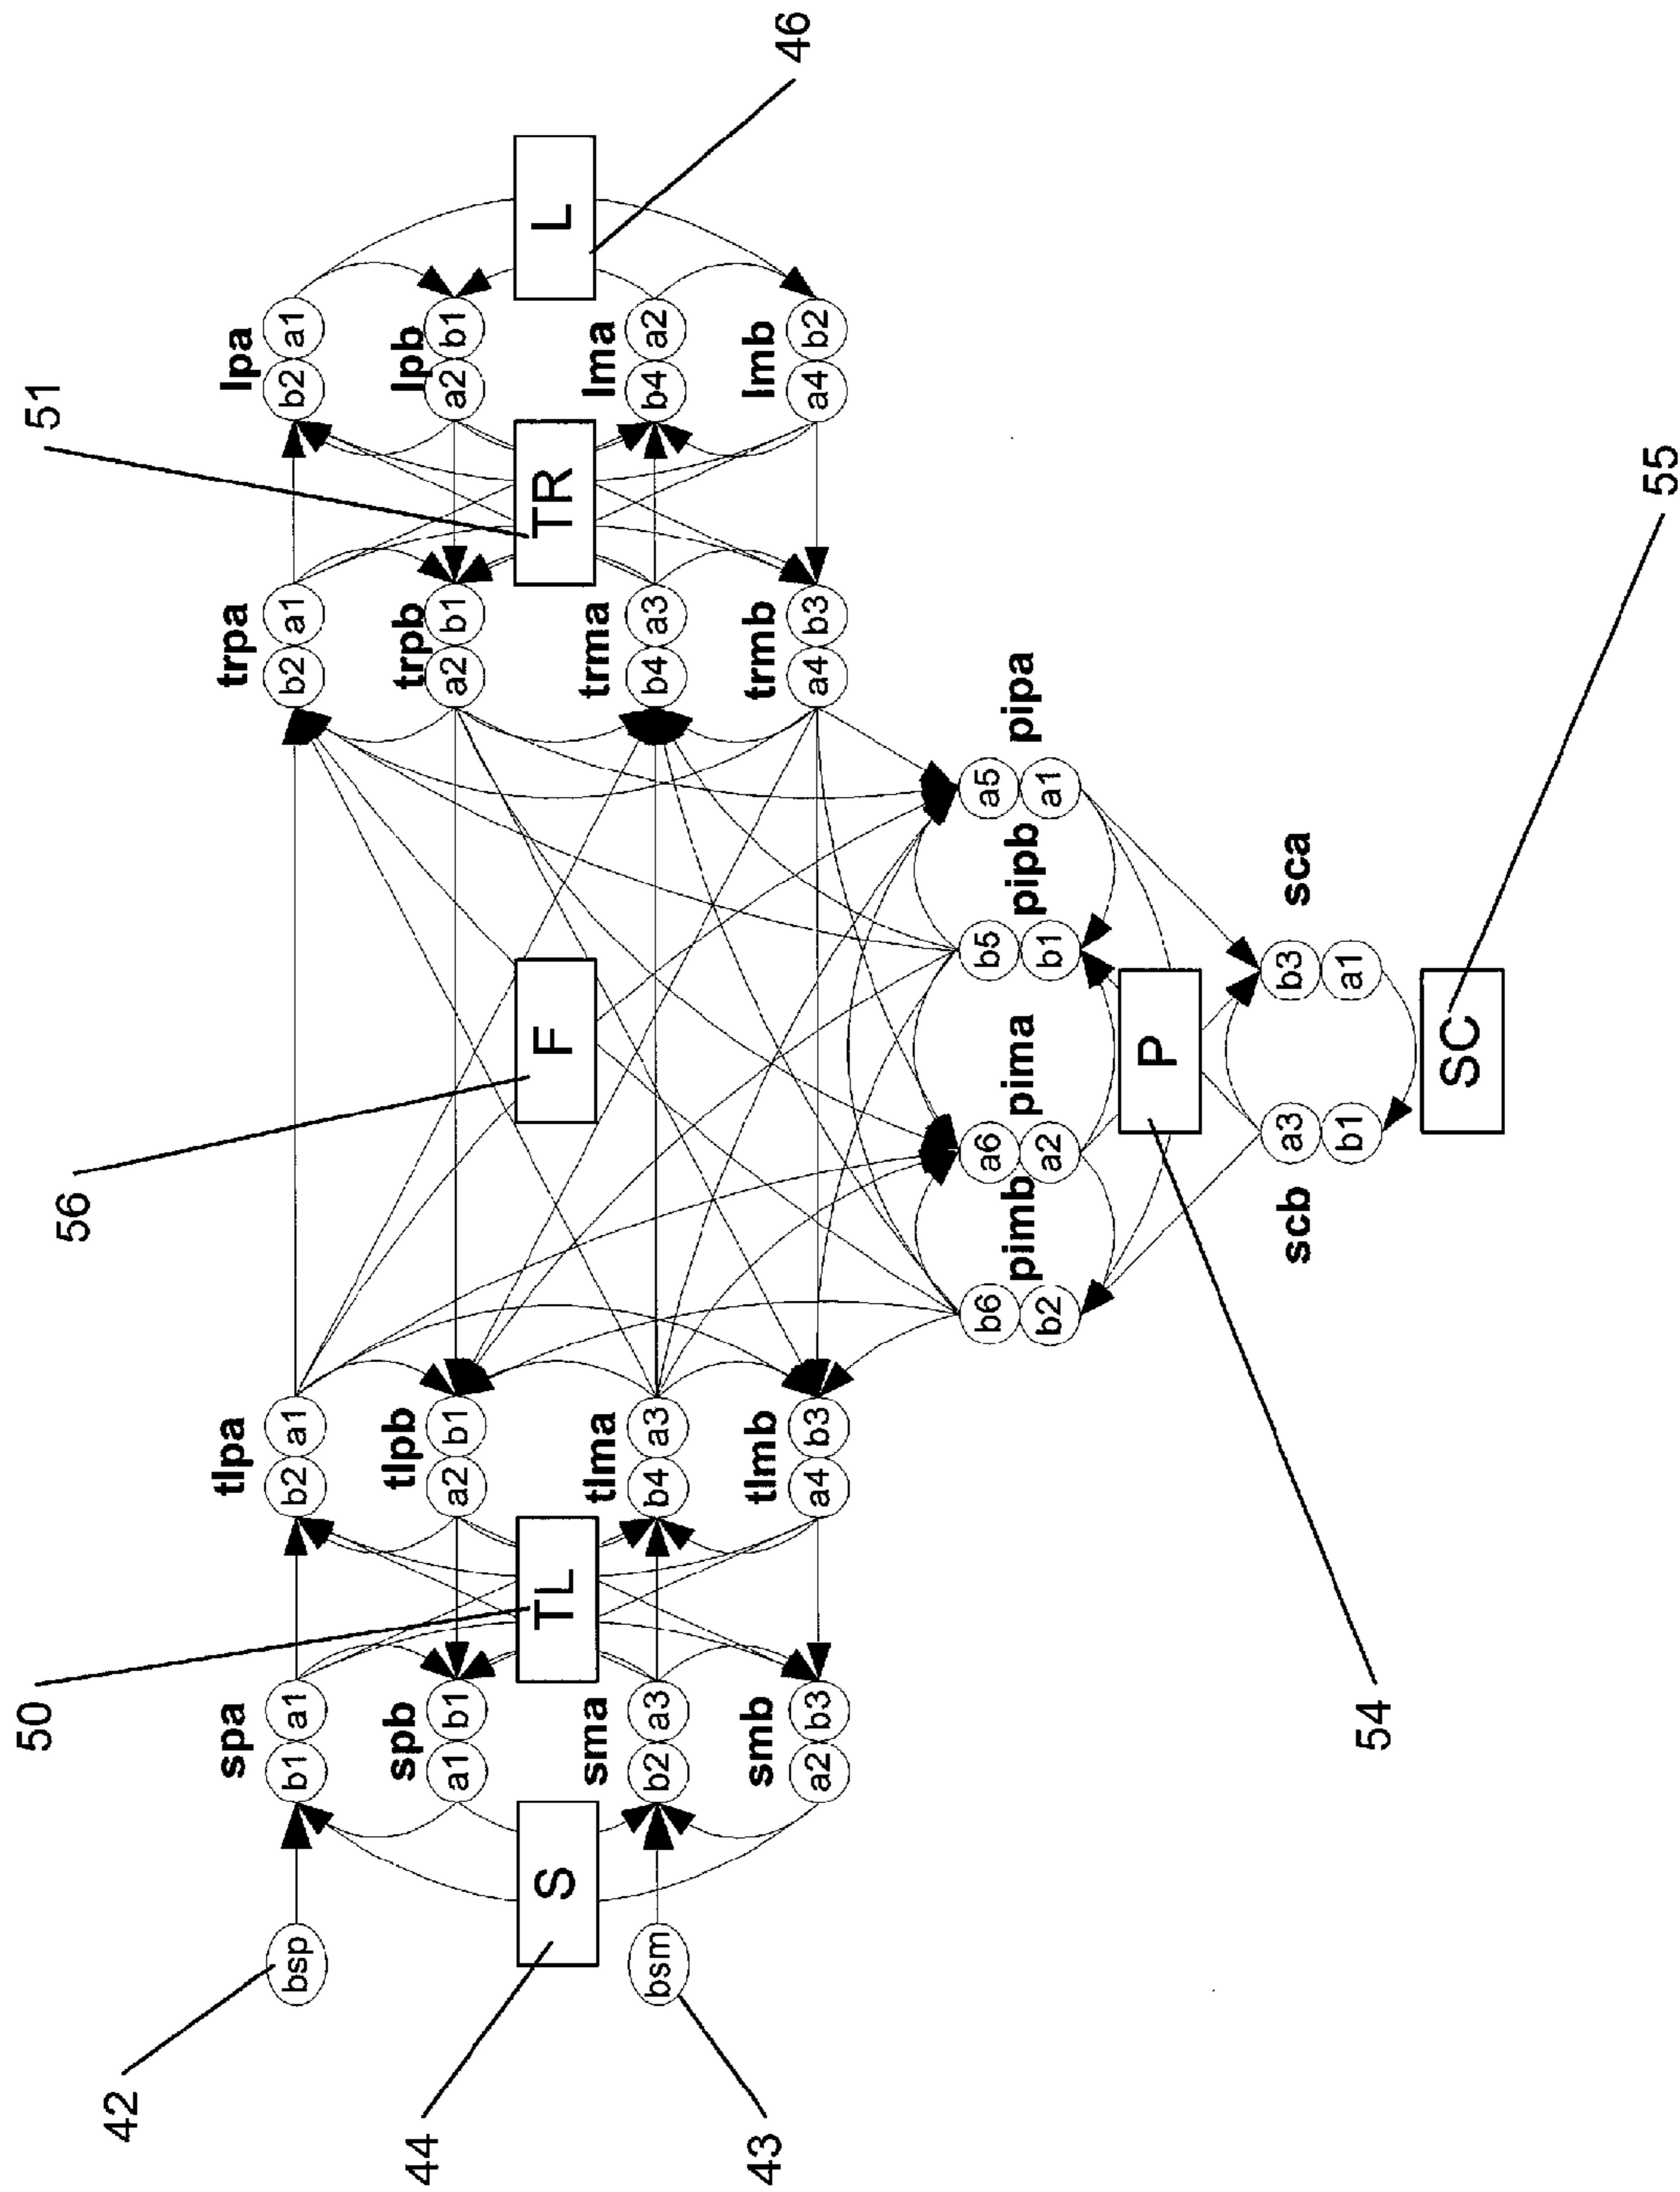 50 51
56
42
spa tlpa trpa lpa
bsp b1 a1 b2 a1 b2 a1 b2 a1
spb tlpb trpb lpb
44
a1 b1 a2 b1 a2 b1 a2 b1
S TL F TR L
sma tlma trma lma
bsm b2 a3 b4 a3 b4 a3 b4 a2
43 smb tlmb trmb lmb
46
a2 b3 a4 b3 a4 b3 a4 b2
b6 a6 b5 a5
pimb pima pipb pipa
b2 a2 b1 a1
P
scb a3 b3 sca
b1 a1
54
SC
55